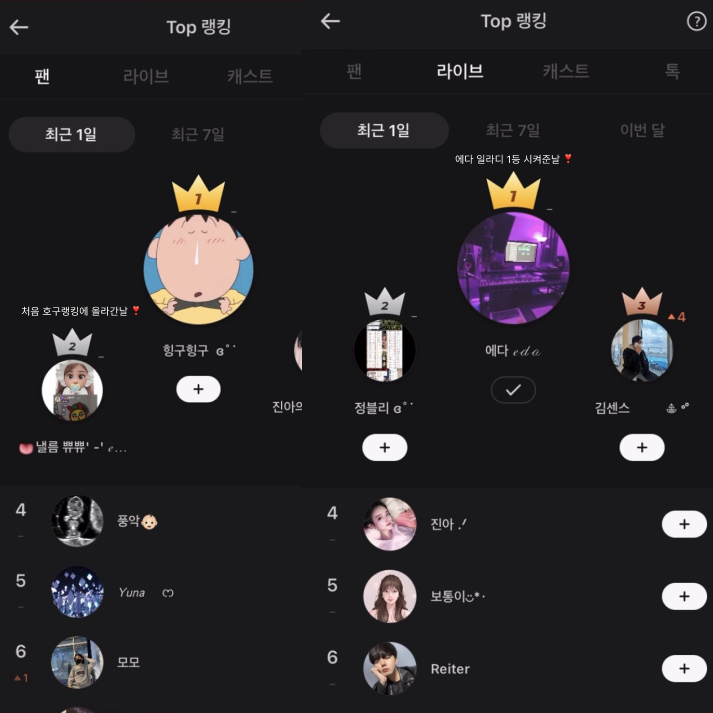 Top 랭킹
팬 라이브 캐스트
최근 1일 최근 7일
1
처음 호구랭킹에 올라간날❣️
2
힝구힝구 ɞ˚˙
진아의
👅낼름 쀼쀼' -' 𝑒...
4
풍악👶🏻
5
Yuna ෆ
6
모모
1
Top 랭킹
팬 라이브 캐스트 톡
최근 1일 최근 7일 이번 달
에다 일라디 1등 시켜준날❣️
1
2
3
4
에다 𝑒𝒹𝒶
정블리 ɞ˚˙
김센스
4
진아 .ᐟ
5
보통이ٽ*･
6
Reiter